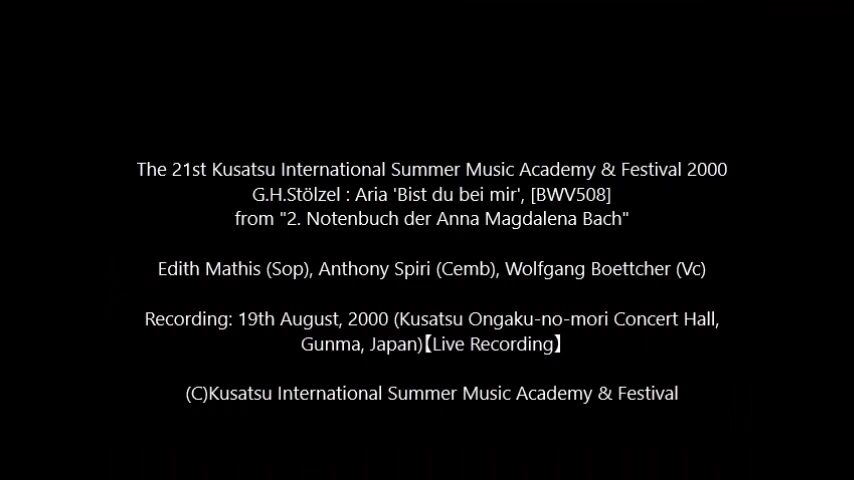 The 21st Kusatsu International Summer Music Academy & Festival 2000
G.H.Stölzel : Aria 'Bist du bei mir', [BWV508]
from "2. Notenbuch der Anna Magdalena Bach"
Edith Mathis (Sop), Anthony Spiri (Cemb), Wolfgang Boettcher (Vc)
Recording: 19th August, 2000 (Kusatsu Ongaku-no-mori Concert Hall,
Gunma, Japan)【Live Recording】
(C)Kusatsu International Summer Music Academy & Festival